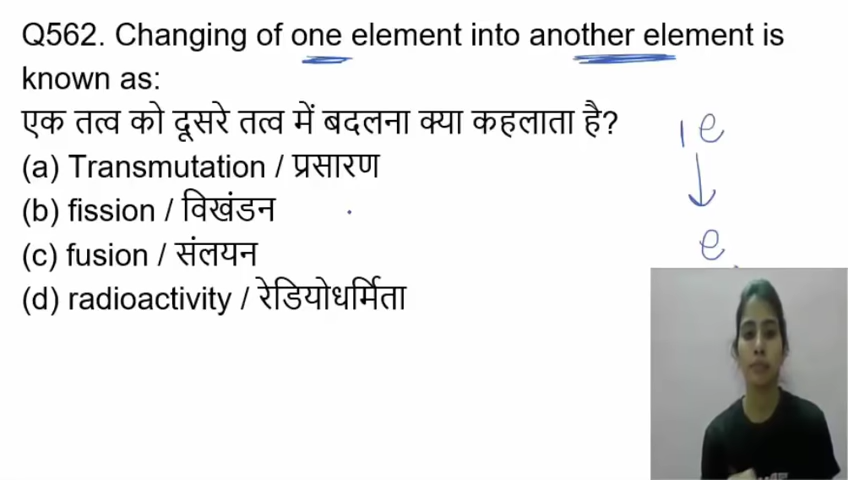 Q562. Changing of one element into another element is
known as:
एक तत्व को दूसरे तत्व में बदलना क्या कहलाता है?
(a) Transmutation / प्रसारण
(b) fission / विखंडन
(c) fusion / संलयन
(d) radioactivity / रेडियोधर्मिता
1 e
e